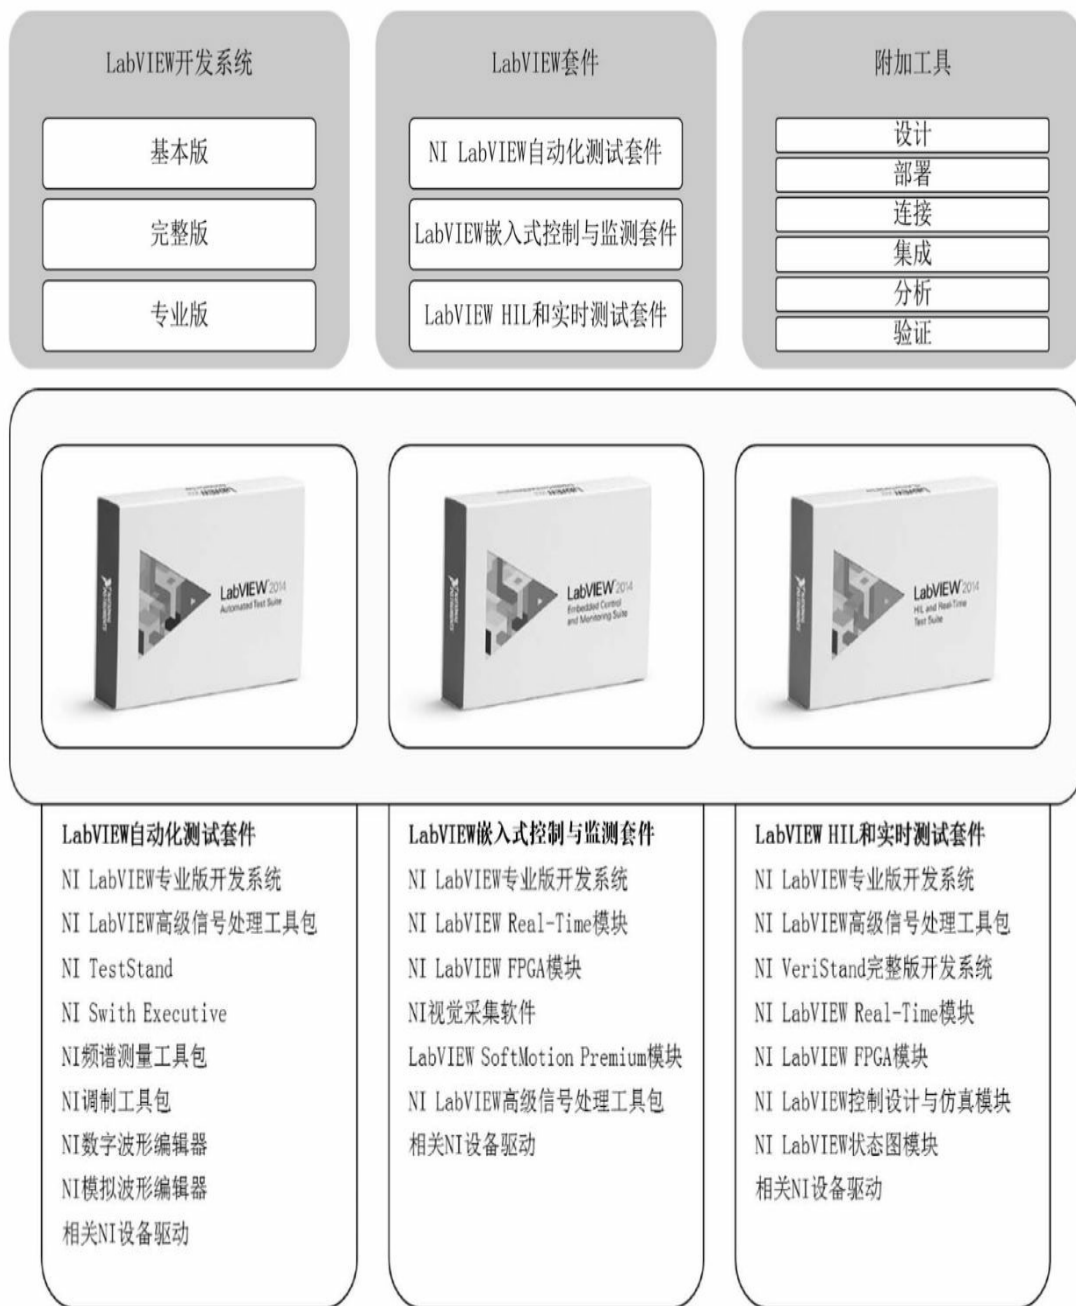 LabVIEW开发系统
基本版
完整版
专业版
LabVIEW套件
NI LabVIEW自动化测试套件
LabVIEW嵌入式控制与监测套件
LabVIEW HIL和实时测试套件
附加工具
设计
部署
连接
集成
分析
验证
LabVIEW 2014
Automated Test Suite
LabVIEW 2014
Embedded Control
and Monitoring Suite
LabVIEW 2014
HIL and Real-Time
Test Suite
LabVIEW自动化测试套件
NI LabVIEW专业版开发系统
NI LabVIEW高级信号处理工具包
NI TestStand
NI Swith Executive
NI频谱测量工具包
NI调制工具包
NI数字波形编辑器
NI模拟波形编辑器
相关NI设备驱动
LabVIEW嵌入式控制与监测套件
NI LabVIEW专业版开发系统
NI LabVIEW Real-Time模块
NI LabVIEW FPGA模块
NI视觉采集软件
LabVIEW SoftMotion Premium模块
NI LabVIEW高级信号处理工具包
相关NI设备驱动
LabVIEW HIL和实时测试套件
NI LabVIEW专业版开发系统
NI LabVIEW高级信号处理工具包
NI VeriStand完整版开发系统
NI LabVIEW Real-Time模块
NI LabVIEW FPGA模块
NI LabVIEW控制设计与仿真模块
NI LabVIEW状态图模块
相关NI设备驱动